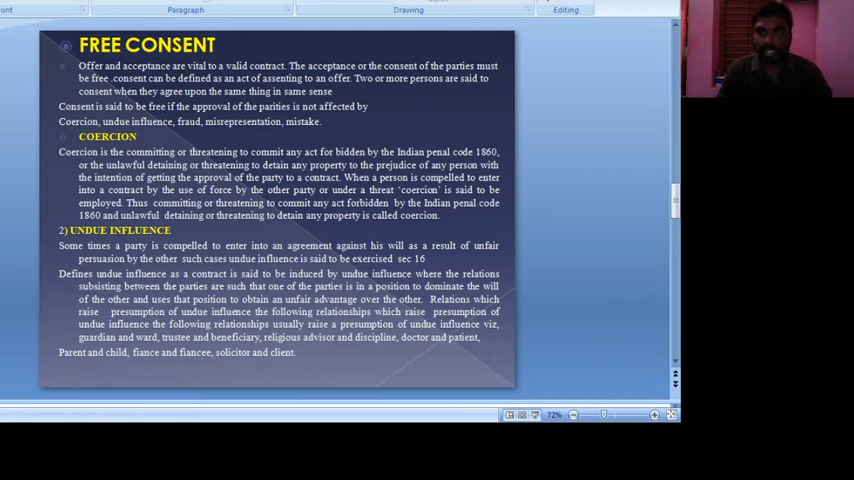 ont
Paragraph
Drawing
Editing
FREE CONSENT
Offer and acceptance are vital to a valid contract. The acceptance or the consent of the parties must
be free .consent can be defined as an act of assenting to an offer. Two or more persons are said to
consent when they agree upon the same thing in same sense
Consent is said to be free if the approval of the parities is not affected by
Coercion, undue influence, fraud, misrepresentation, mistake.
1) COERCION
Coercion is the committing or threatening to commit any act for bidden by the Indian penal code 1860,
or the unlawful detaining or threatening to detain any property to the prejudice of any person with
the intention of getting the approval of the party to a contract. When a person is compelled to enter
into a contract by the use of force by the other party or under a threat ‘coercion’ is said to be
employed. Thus committing or threatening to commit any act forbidden by the Indian penal code
1860 and unlawful detaining or threatening to detain any property is called coercion.
2) UNDUE INFLUENCE
Some times a party is compelled to enter into an agreement against his will as a result of unfair
persuasion by the other such cases undue influence is said to be exercised sec 16
Defines undue influence as a contract is said to be induced by undue influence where the relations
subsisting between the parties are such that one of the parties is in a position to dominate the will
of the other and uses that position to obtain an unfair advantage over the other. Relations which
raise presumption of undue influence the following relationships which raise presumption of
undue influence the following relationships usually raise a presumption of undue influence viz,
guardian and ward, trustee and beneficiary, religious advisor and discipline, doctor and patient,
Parent and child, fiance and fiancee, solicitor and client.
72%